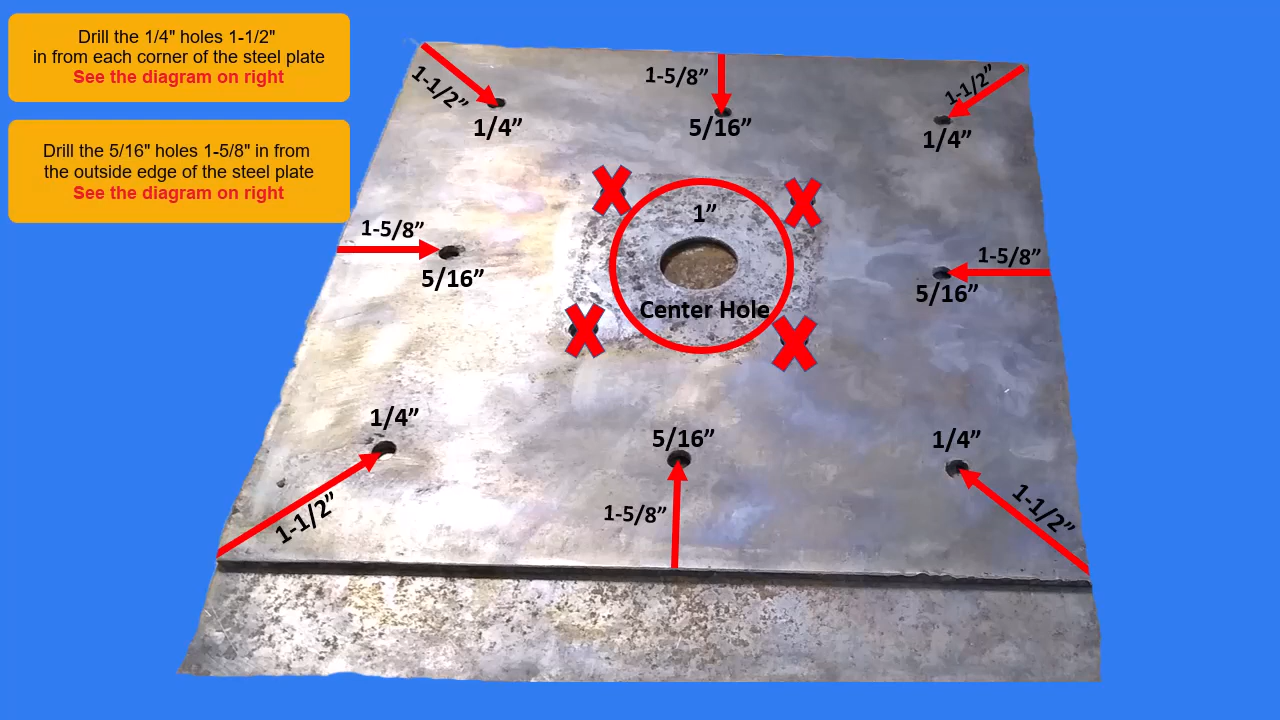 Drill the 1/4" holes 1-1/2"
in from each corner of the steel plate
See the diagram on right
Drill the 5/16" holes 1-5/8" in from
the outside edge of the steel plate
See the diagram on right
1-1/2”
1/4”
1-5/8”
5/16”
1-1/2”
1/4”
1-5/8”
5/16”
1”
Center Hole
1-5/8”
5/16”
1/4”
1-1/2”
5/16”
1-5/8”
1/4”
1-1/2”